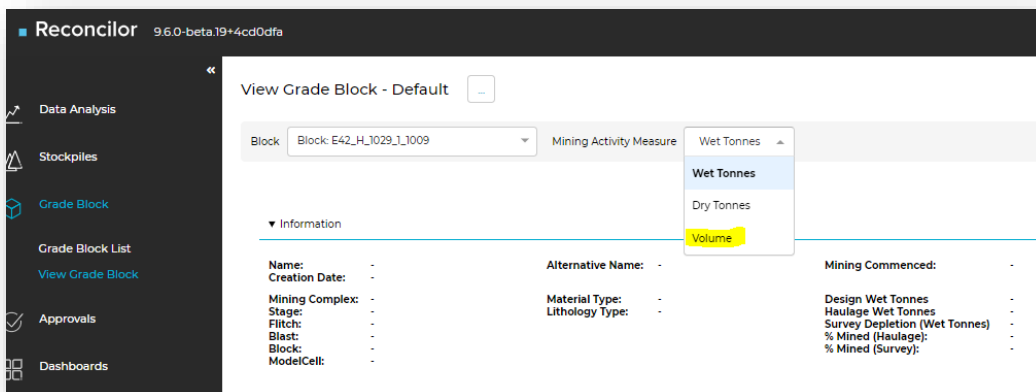 Reconcilor 9.6.0-beta.19+4cd0dfa
«
Data Analysis
Stockpiles
Grade Block
Grade Block List
View Grade Block
Approvals
Dashboards
View Grade Block - Default ...
Block Block: E42_H_1029_1_1009 Mining Activity Measure Wet Tonnes
Wet Tonnes
Dry Tonnes
Volume
▼ Information
Name: - Alternative Name: - Mining Commenced: -
Creation Date: -
Mining Complex: - Material Type: - Design Wet Tonnes -
Stage: - Lithology Type: - Haulage Wet Tonnes -
Flitch: - Survey Depletion (Wet Tonnes) -
Blast: - % Mined (Haulage): -
Block: - % Mined (Survey): -
ModelCell: -